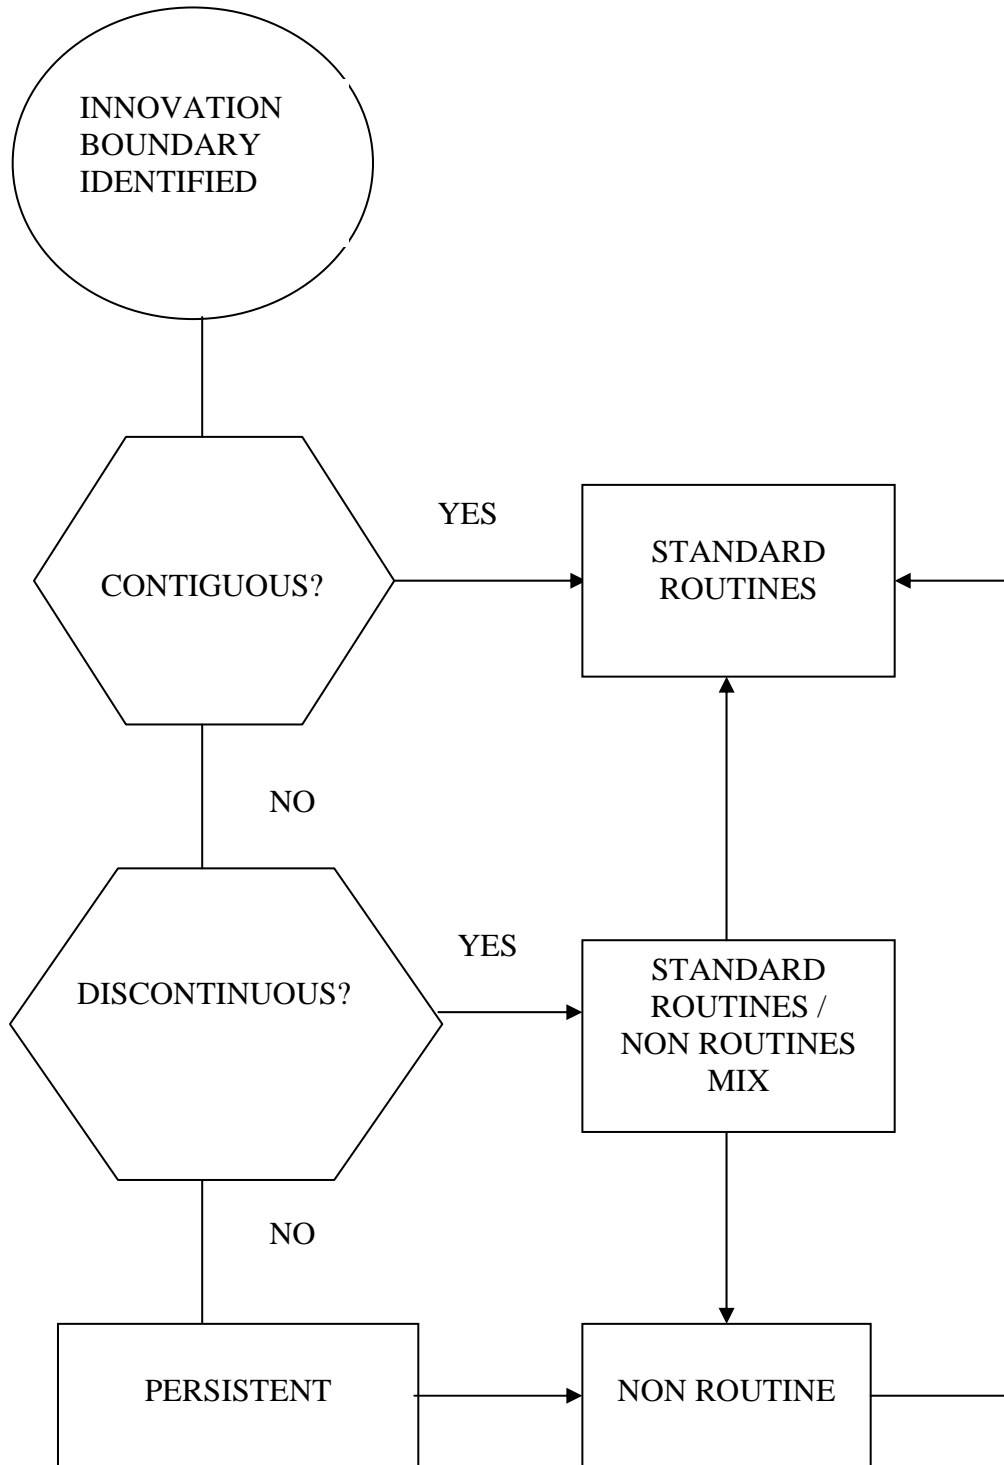 INNOVATION
BOUNDARY
IDENTIFIED
YES
STANDARD
ROUTINES
CONTIGUOUS?
NO
YES
STANDARD
ROUTINES /
NON ROUTINES
MIX
DISCONTINUOUS?
NO
PERSISTENT
NON ROUTINE